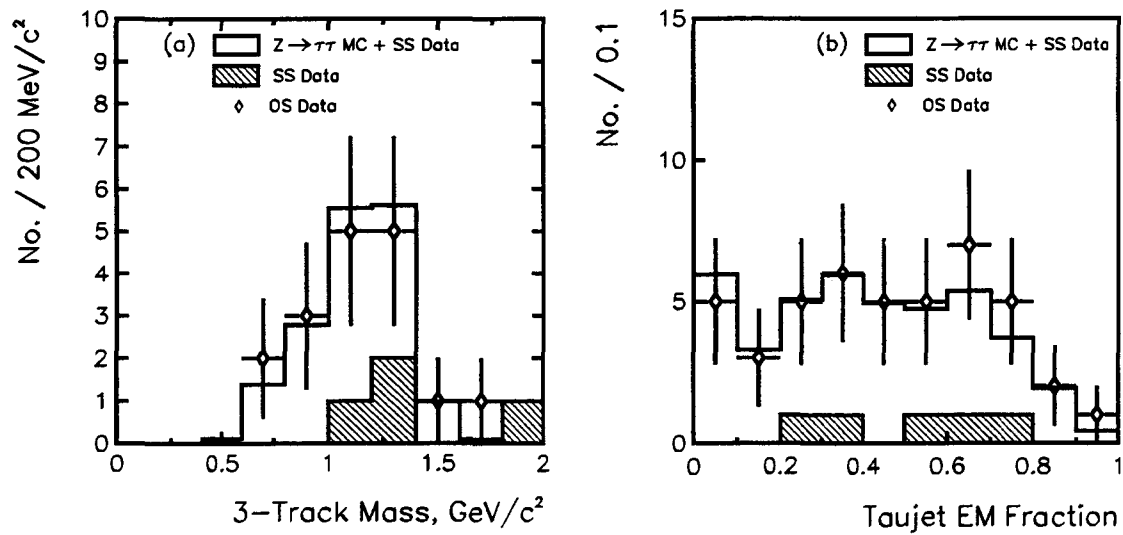 (a)
Z→ττ MC + SS Data
SS Data
OS Data
No. / 200 MeV/c²
10
9
8
7
6
5
4
3
2
1
0
0
0.5
1
1.5
2
3-Track Mass, GeV/c²
(b)
Z→ττ MC + SS Data
SS Data
OS Data
No. / 0.1
15
10
5
0
0
0.2
0.4
0.6
0.8
1
Taujet EM Fraction